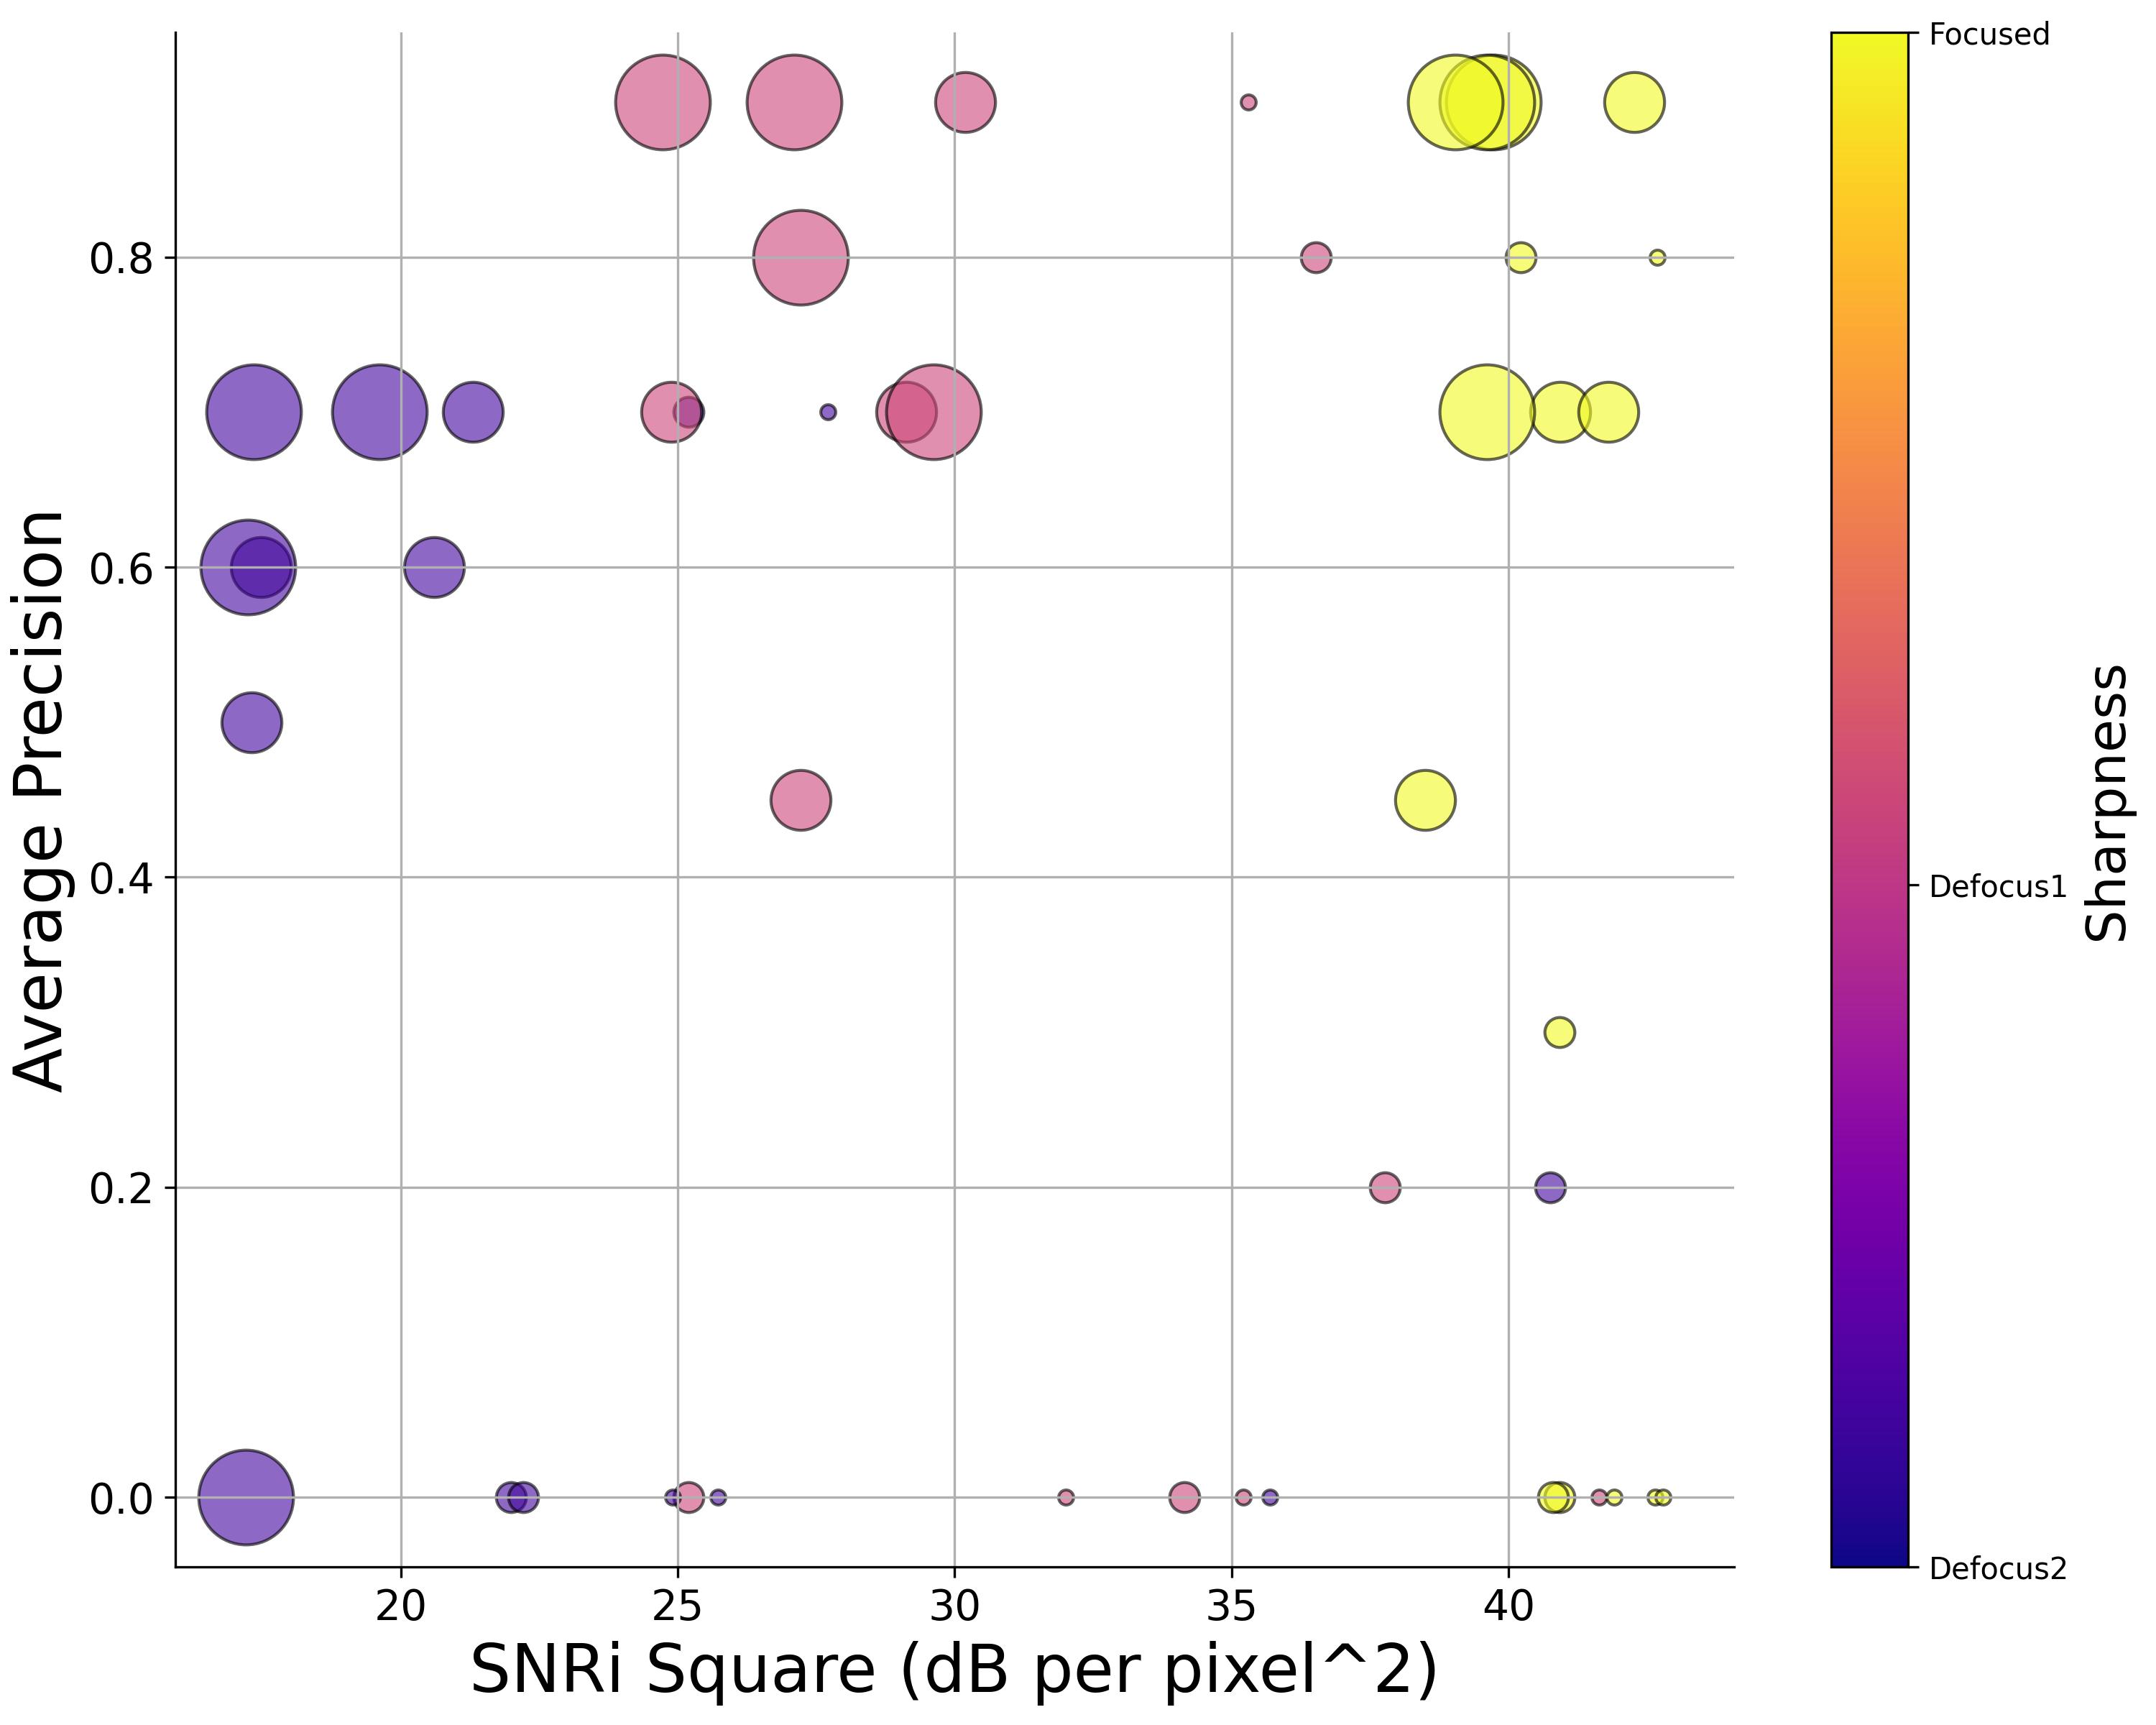 Average Precision
0.8
0.6
0.4
0.2
0.0
20 25 30 35 40
SNRi Square (dB per pixel^2)
Focused
Defocus1
Defocus2
Sharpness